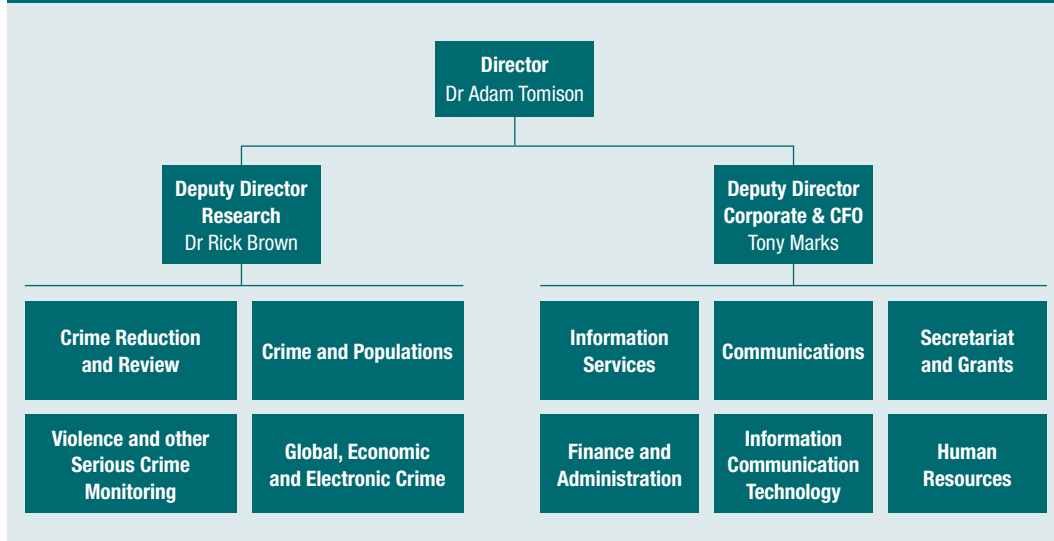 Director
Dr Adam Tomison
Deputy Director
Research
Dr Rick Brown
Deputy Director
Corporate & CFO
Tony Marks
Crime Reduction
and Review
Crime and Populations
Information
Services
Communications
Secretariat
and Grants
Violence and other
Serious Crime
Monitoring
Global, Economic
and Electronic Crime
Finance and
Administration
Information
Communication
Technology
Human
Resources